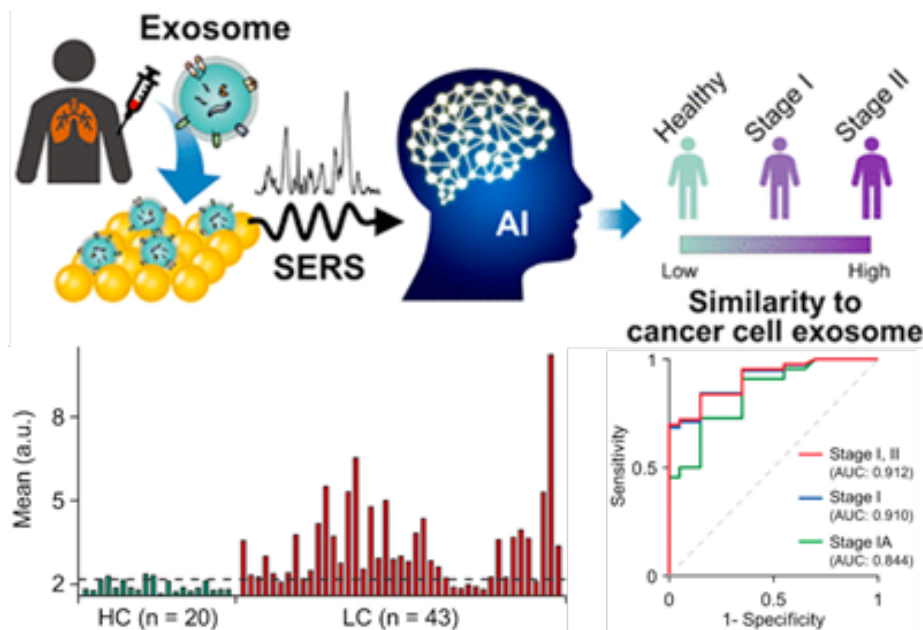 Exosome
SERS
AI
Healthy
Stage I
Stage II
Low
High
Similarity to
cancer cell exosome
Mean (a.u.)
8
5
2
HC (n = 20)
LC (n = 43)
Sensitivity
1
0.5
0
Stage I, II
(AUC: 0.912)
Stage I
(AUC: 0.910)
Stage IA
(AUC: 0.844)
0
0.5
1
1- Specificity